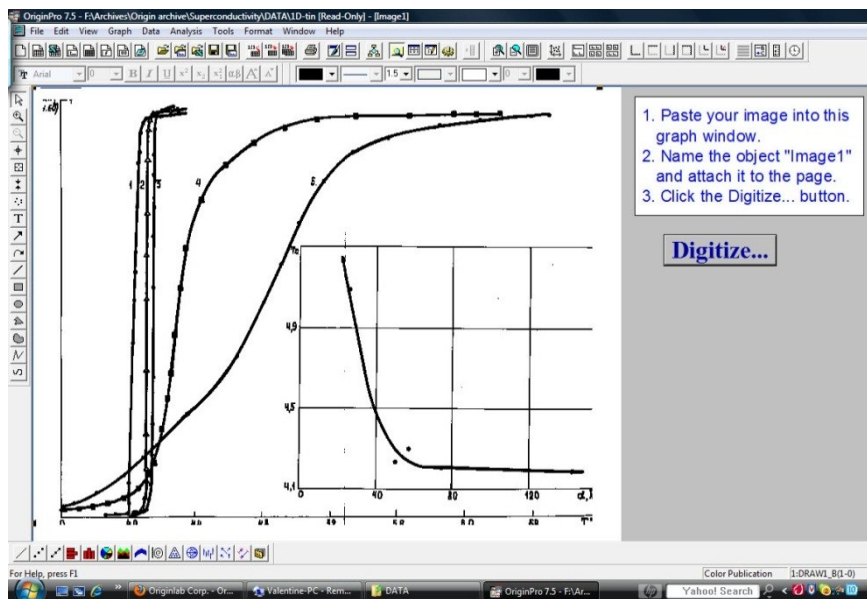 OriginPro 7.5 - F:\Archives\Origin archive\Superconductivity\DATA\1D-tin [Read-Only] - [Image1]
File Edit View Graph Data Analysis Tools Format Window Help
Arial 0 B I U 1.5 0
1. Paste your image into this
graph window.
2. Name the object "Image1"
and attach it to the page.
3. Click the Digitize... button.
Digitize...
1 2 3 4
Tc
4,9
4,5
4,1
0 40 80 120
For Help, press F1
Color Publication 1:DRAW1_B(1-0)
Originlab Corp. - Or... Valentine-PC - Rem... DATA OriginPro 7.5 - F:\Ar... Yahoo! Search